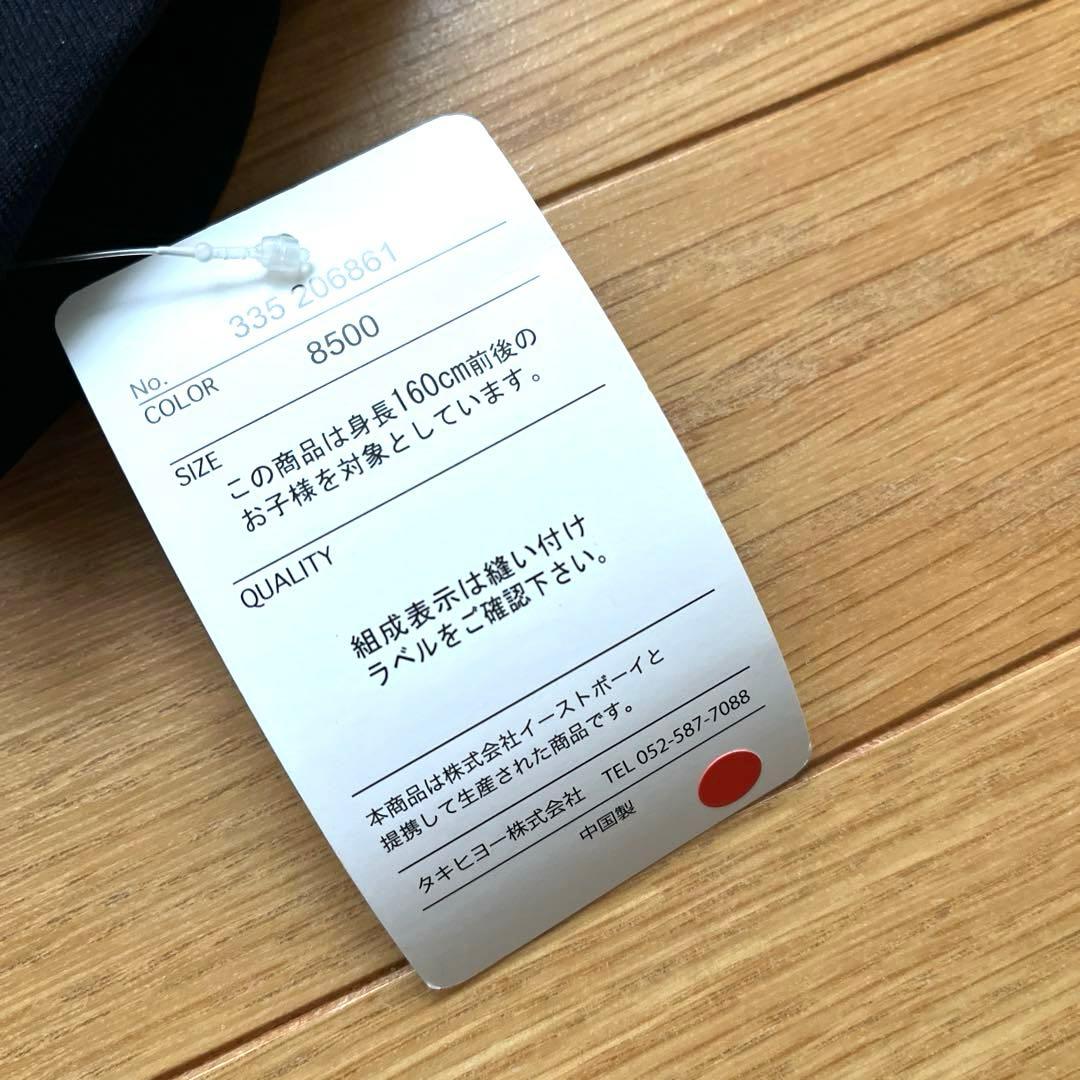 No. 335 206861
COLOR 8500
SIZE この商品は身長160cm前後の
お子様を対象としています。
QUALITY
組成表示は縫い付け
ラベルをご確認下さい。
本商品は株式会社イーストボーイと
提携して生産された商品です。
タキヒヨー株式会社 TEL 052-587-7088
中国製